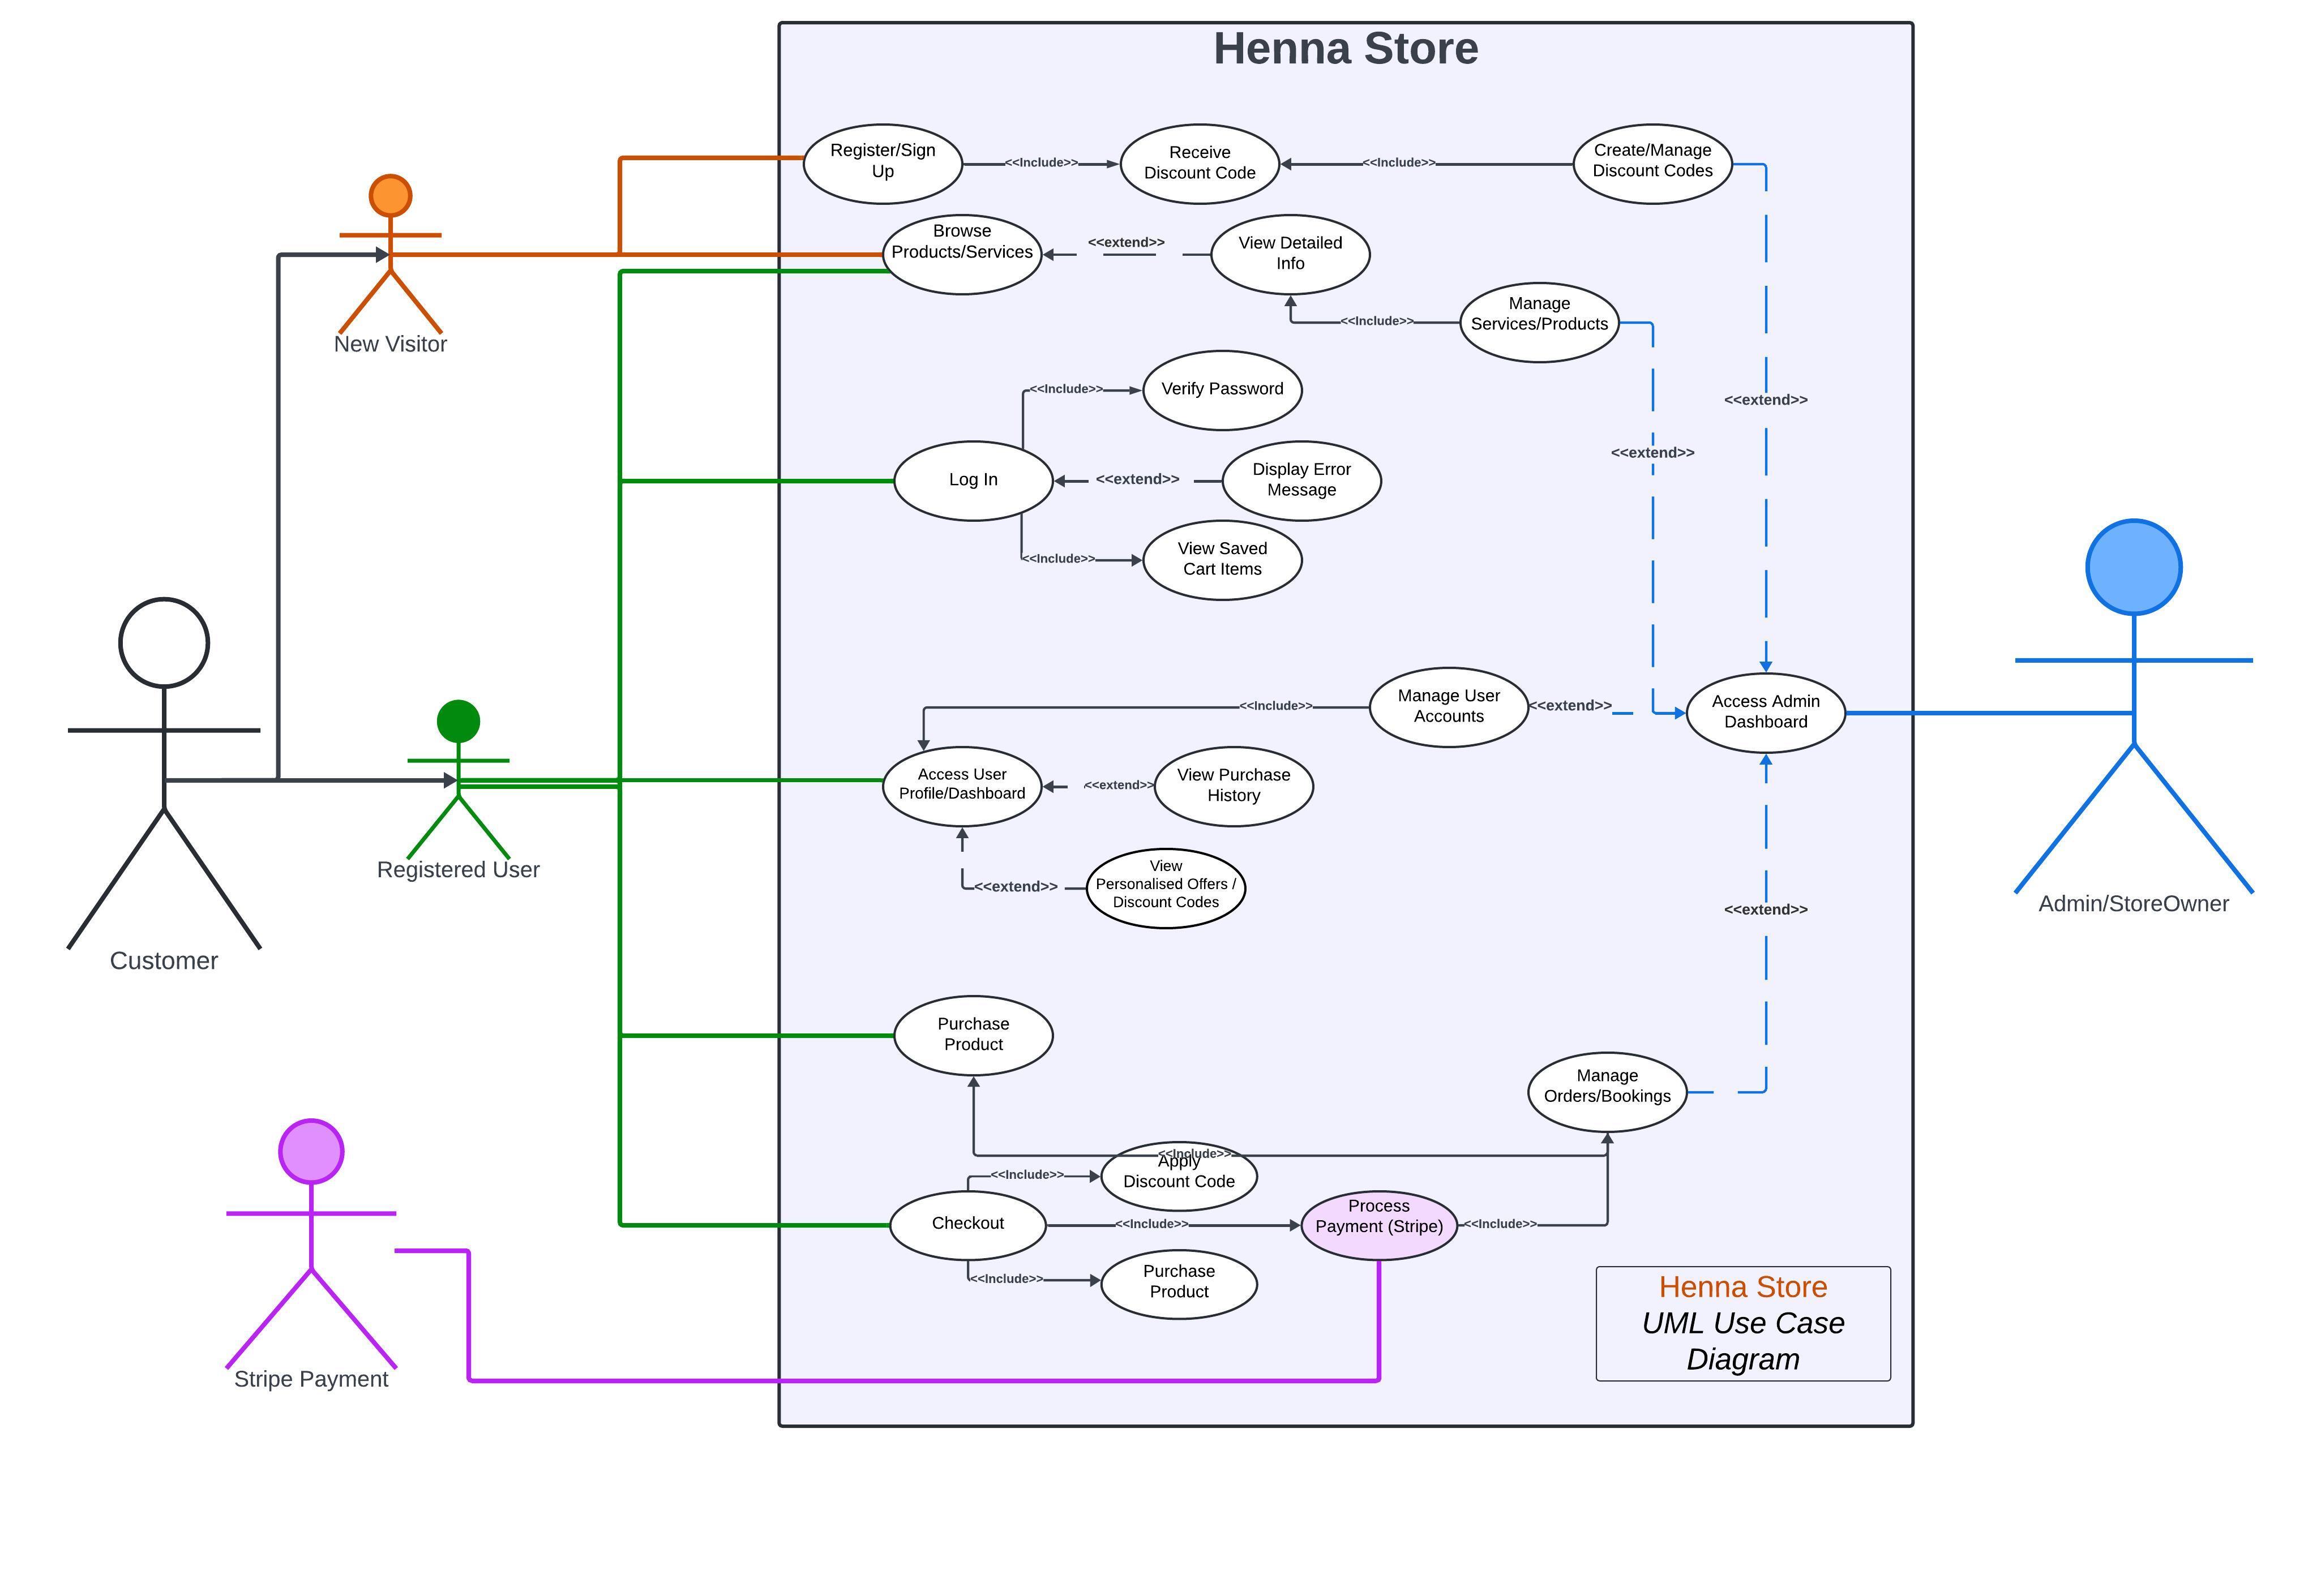 Henna Store
Register/Sign
Up
<<Include>>
Receive
Discount Code
<<Include>>
Create/Manage
Discount Codes
New Visitor
Browse
Products/Services
<<extend>>
View Detailed
Info
<<Include>>
Manage
Services/Products
<<Include>>
Verify Password
<<extend>>
<<extend>>
Log In
<<extend>>
Display Error
Message
<<Include>>
View Saved
Cart Items
Customer
Registered User
<<Include>>
Manage User
Accounts
<<extend>>
Access Admin
Dashboard
Admin/StoreOwner
Access User
Profile/Dashboard
<<extend>>
View Purchase
History
<<extend>>
View
Personalised Offers /
Discount Codes
<<extend>>
Purchase
Product
Manage
Orders/Bookings
<<Include>>
<<Include>>
Apply
Discount Code
Checkout
<<Include>>
Process
Payment (Stripe)
<<Include>>
<<Include>>
Purchase
Product
Stripe Payment
Henna Store
UML Use Case
Diagram